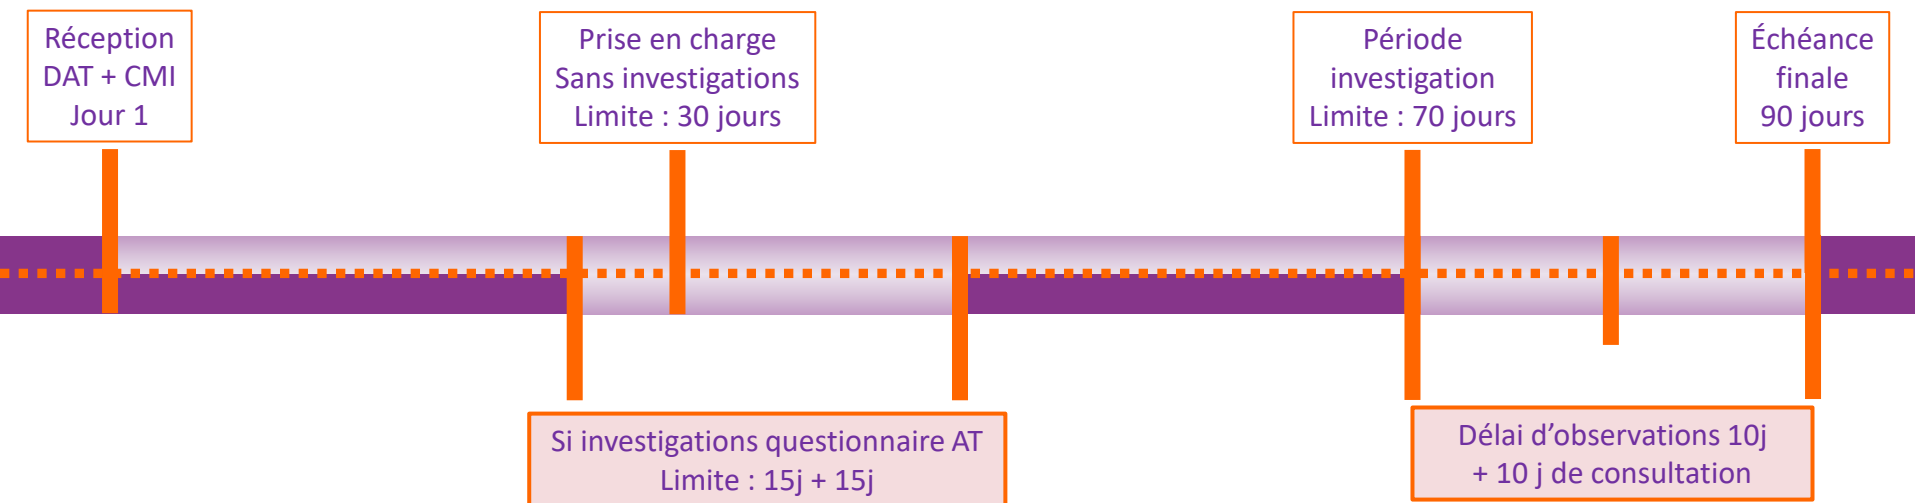 Réception
DAT + CMI
Jour 1
Prise en charge
Sans investigations
Limite : 30 jours
Période
investigation
Limite : 70 jours
Échéance
finale
90 jours
Si investigations questionnaire AT
Limite : 15j + 15j
Délai d’observations 10j
+ 10 j de consultation